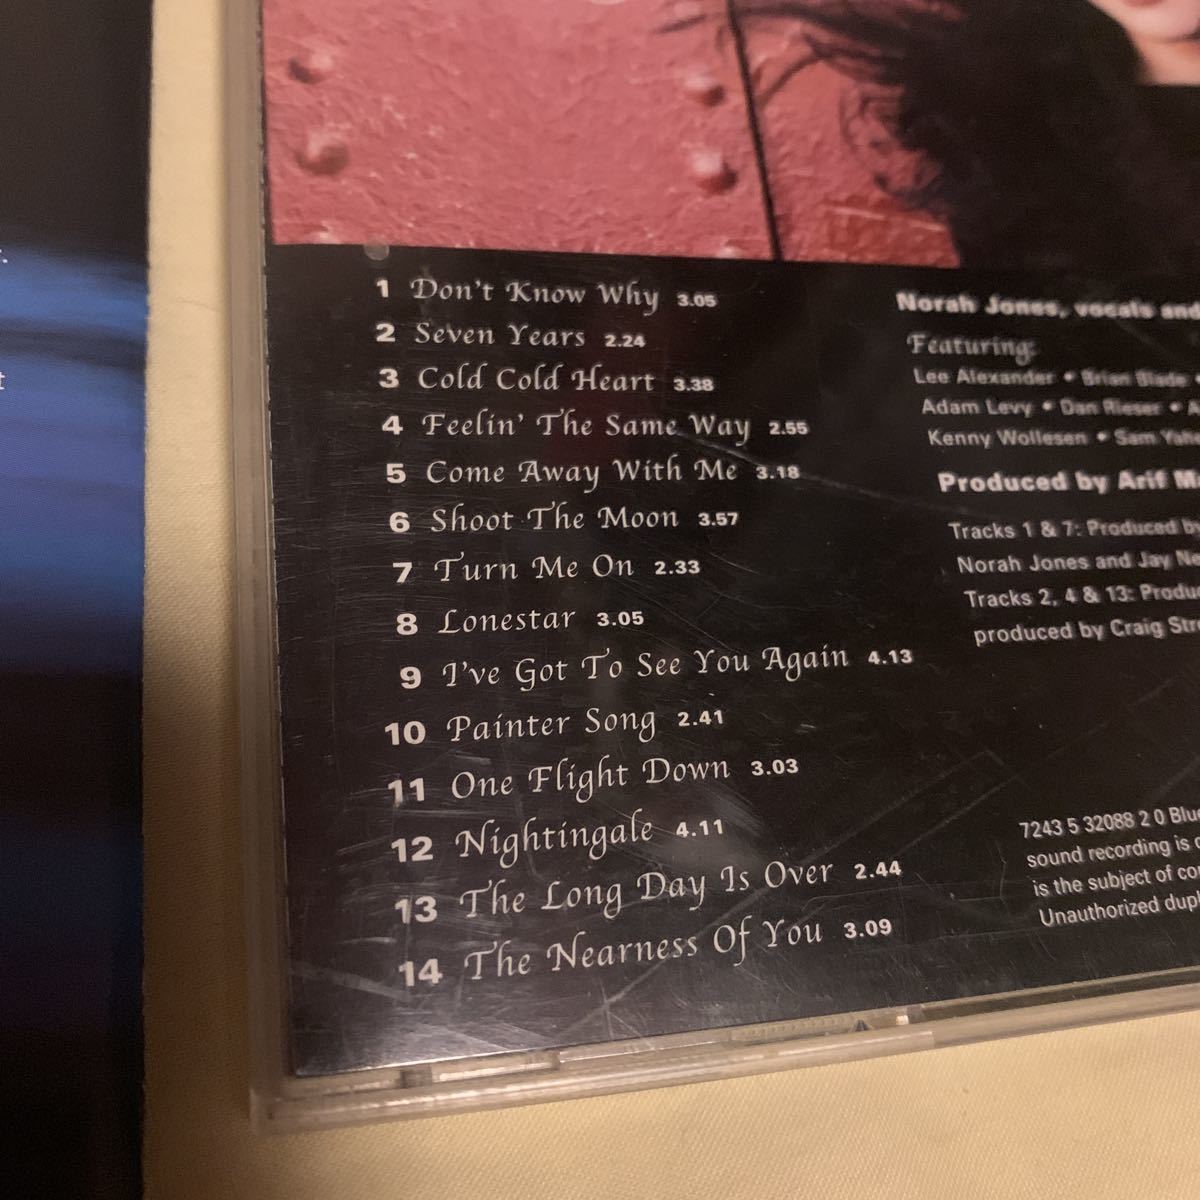 1 Don't Know Why 3.05
2 Seven Years 2.24
3 Cold Cold Heart 3.38
4 Feelin' The Same Way 2.55
5 Come Away With Me 3.18
6 Shoot The Moon 3.57
7 Turn Me On 2.33
8 Lonestar 3.05
9 I've Got To See You Again 4.13
10 Painter Song 2.41
11 One Flight Down 3.03
12 Nightingale 4.11
13 The Long Day Is Over 2.44
14 The Nearness Of You 3.09
Norah Jones, vocals and
Featuring:
Lee Alexander • Brian Blade •
Adam Levy • Dan Rieser •
Kenny Wollesen • Sam
Produced by Arif
Tracks 1 & 7: Produced by
Norah Jones and Jay
Tracks 2, 4 & 13:
produced by Craig
7243 5 32088 2 0
sound recording is
is the subject of
Unauthorized